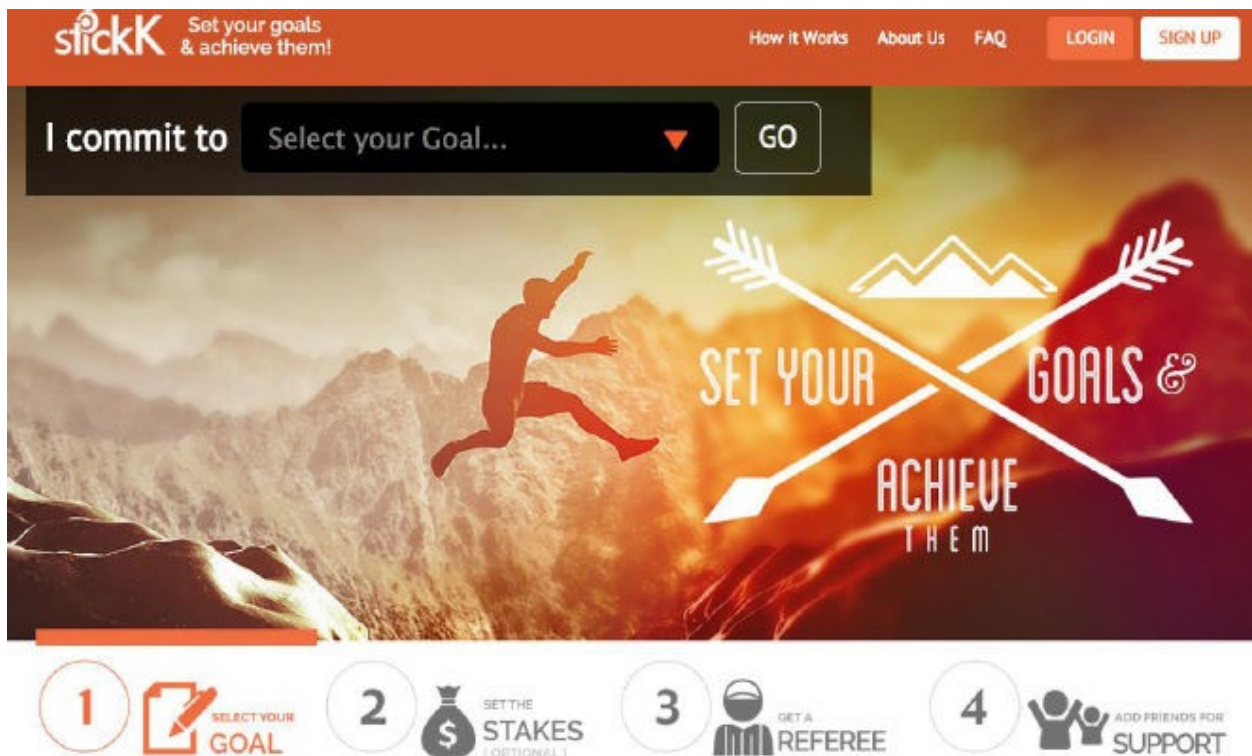 stickK
Set your goals
& achieve them!
How it Works About Us FAQ LOGIN SIGN UP
I commit to Select your Goal... GO
SET YOUR GOALS &
ACHIEVE
THEM
1 SELECT YOUR
GOAL
2 SET THE
STAKES
(OPTIONAL)
3 GET A
REFEREE
4 ADD FRIENDS FOR
SUPPORT